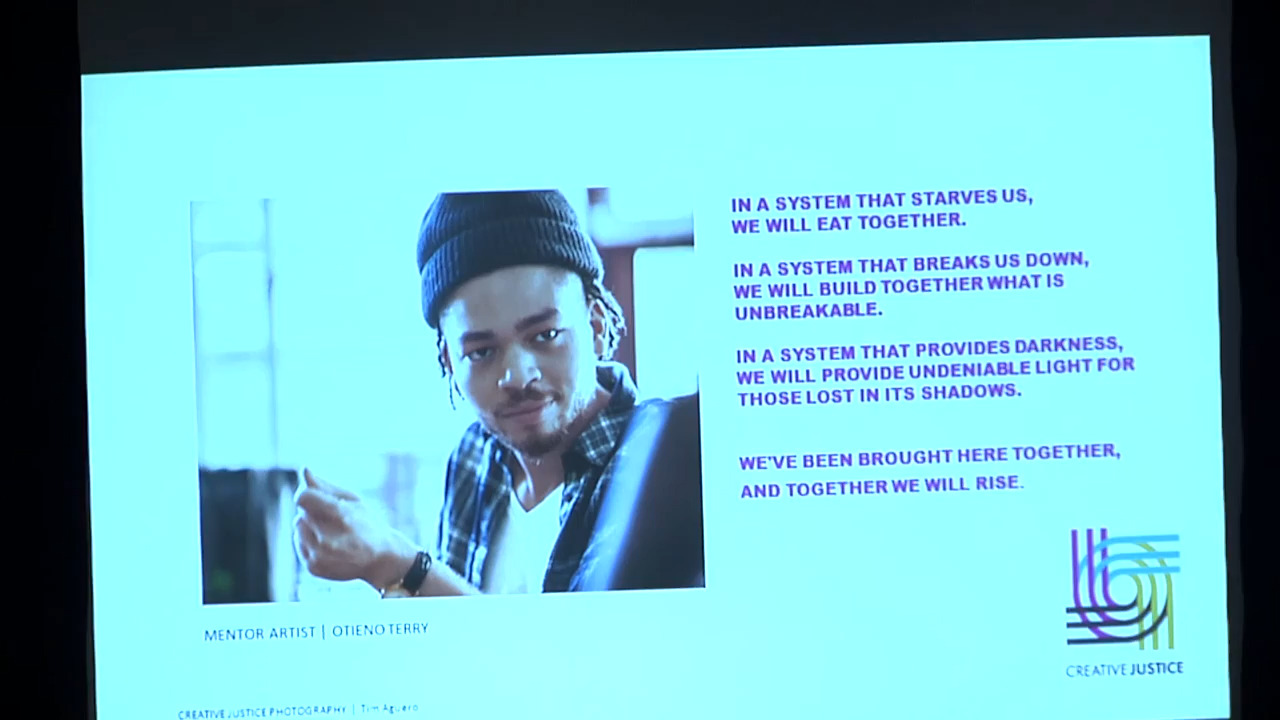 IN A SYSTEM THAT STARVES US,
WE WILL EAT TOGETHER.
IN A SYSTEM THAT BREAKS US DOWN,
WE WILL BUILD TOGETHER WHAT IS
UNBREAKABLE.
IN A SYSTEM THAT PROVIDES DARKNESS,
WE WILL PROVIDE UNDENIABLE LIGHT FOR
THOSE LOST IN ITS SHADOWS.
WE'VE BEEN BROUGHT HERE TOGETHER,
AND TOGETHER WE WILL RISE.
MENTOR ARTIST | OTIENO TERRY
CREATIVE JUSTICE
CREATIVE JUSTICE PHOTOGRAPHY | Tim Aguero